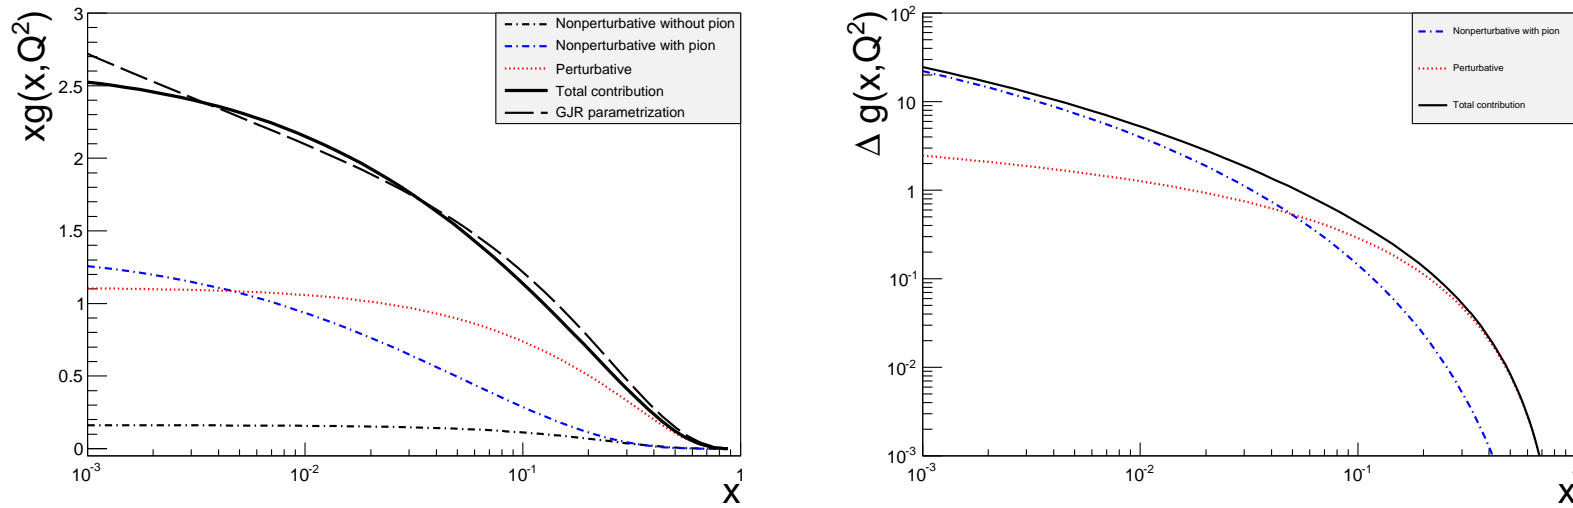 xg(x,Q²)
3
2.5
2
1.5
1
0.5
0
Nonperturbative without pion
Nonperturbative with pion
Perturbative
Total contribution
GJR parametrization
10⁻³
10⁻²
10⁻¹
1
x
Δ g(x,Q²)
10²
10
1
10⁻¹
10⁻²
10⁻³
Nonperturbative with pion
Perturbative
Total contribution
10⁻³
10⁻²
10⁻¹
1
x